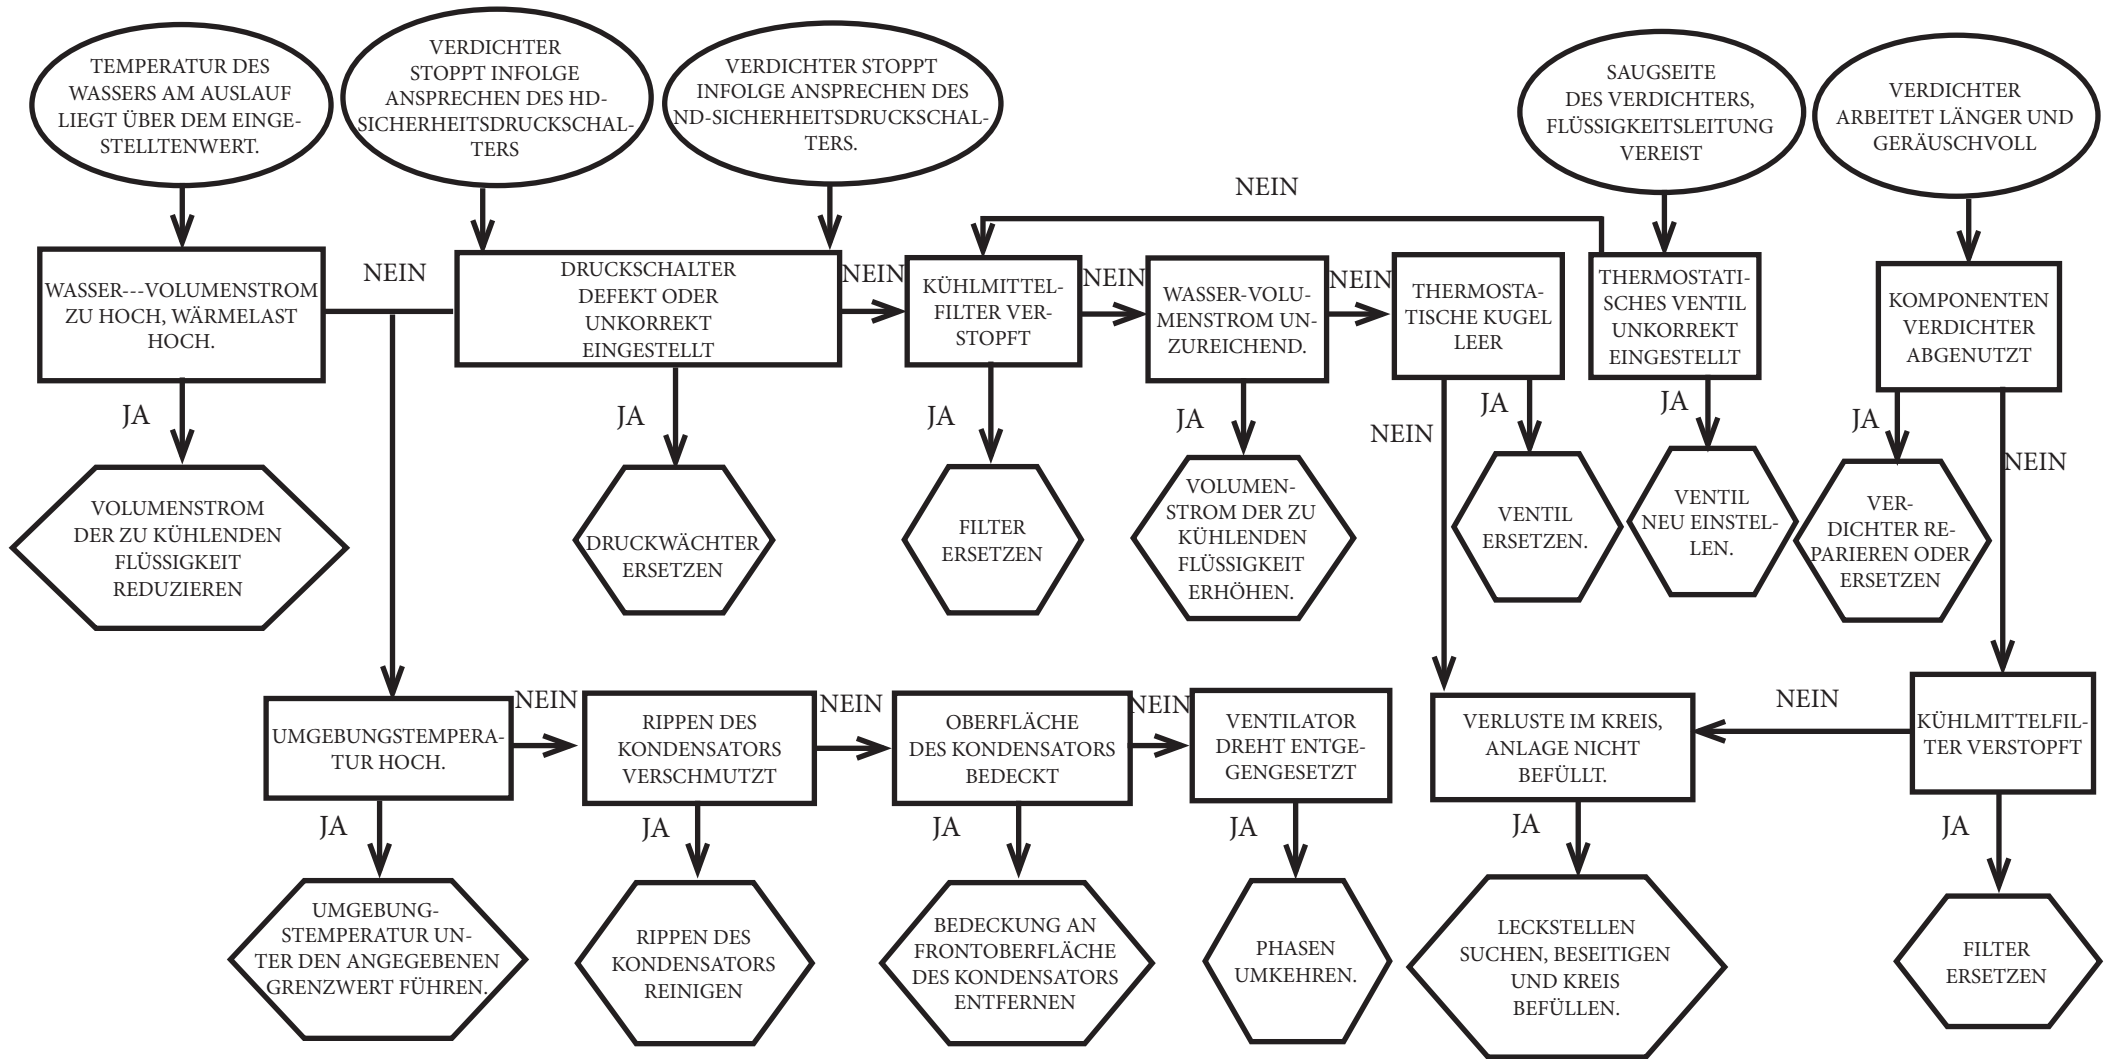 TEMPERATUR DES
WASSERS AM AUSLAUF
LIEGT ÜBER DEM EINGE-
STELLTENWERT.
VERDICHTER
STOPPT INFOLGE
ANSPRECHEN DES HD-
SICHERHEITSDRUCKSCHAL-
TERS
VERDICHTER STOPPT
INFOLGE ANSPRECHEN DES
ND-SICHERHEITSDRUCKSCHAL-
TERS.
SAUGSEITE
DES VERDICHTERS,
FLÜSSIGKEITSLEITUNG
VEREIST
VERDICHTER
ARBEITET LÄNGER UND
GERÄUSCHVOLL
NEIN
WASSER---VOLUMENSTROM
ZU HOCH, WÄRMELAST
HOCH.
NEIN
DRUCKSCHALTER
DEFEKT ODER
UNKORREKT
EINGESTELLT
NEIN
KÜHLMITTEL-
FILTER VER-
STOPFT
NEIN
WASSER-VOLU-
MENSTROM UN-
ZUREICHEND.
NEIN
THERMOSTA-
TISCHE KUGEL
LEER
THERMOSTATI-
SCHES VENTIL
UNKORREKT
EINGESTELLT
KOMPONENTEN
VERDICHTER
ABGENUTZT
JA
JA
JA
JA
NEIN
JA
JA
JA
NEIN
VOLUMENSTROM
DER ZU KÜHLENDEN
FLÜSSIGKEIT
REDUZIEREN
DRUCKWÄCHTER
ERSETZEN
FILTER
ERSETZEN
VOLUMEN-
STROM DER ZU
KÜHLENDEN
FLÜSSIGKEIT
ERHÖHEN.
VENTIL
ERSETZEN.
VENTIL
NEU EINSTEL-
LEN.
VER-
DICHTER RE-
PARIEREN ODER
ERSETZEN
UMGEBUNGSTEMPERA-
TUR HOCH.
NEIN
RIPPEN DES
KONDENSATORS
VERSCHMUTZT
NEIN
OBERFLÄCHE
DES KONDENSATORS
BEDECKT
NEIN
VENTILATOR
DREHT ENTGE-
GENGESETZT
VERLUSTE IM KREIS,
ANLAGE NICHT
BEFÜLLT.
NEIN
KÜHLMITTELFIL-
TER VERSTOPFT
JA
JA
JA
JA
JA
JA
UMGEBUNG-
STEMPERATUR UN-
TER DEN ANGEGEBENEN
GRENZWERT FÜHREN.
RIPPEN DES
KONDENSATORS
REINIGEN
BEDECKUNG AN
FRONTOBERFLÄCHE
DES KONDENSATORS
ENTFERNEN
PHASEN
UMKEHREN.
LECKSTELLEN
SUCHEN, BESEITIGEN
UND KREIS
BEFÜLLEN.
FILTER
ERSETZEN